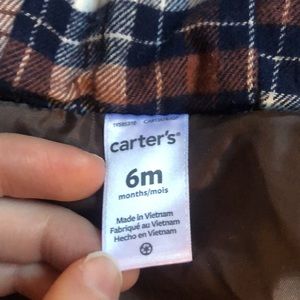 carter's®
6m
months/mois
Made in Vietnam
Fabriqué au Vietnam
Hecho en Vietnam